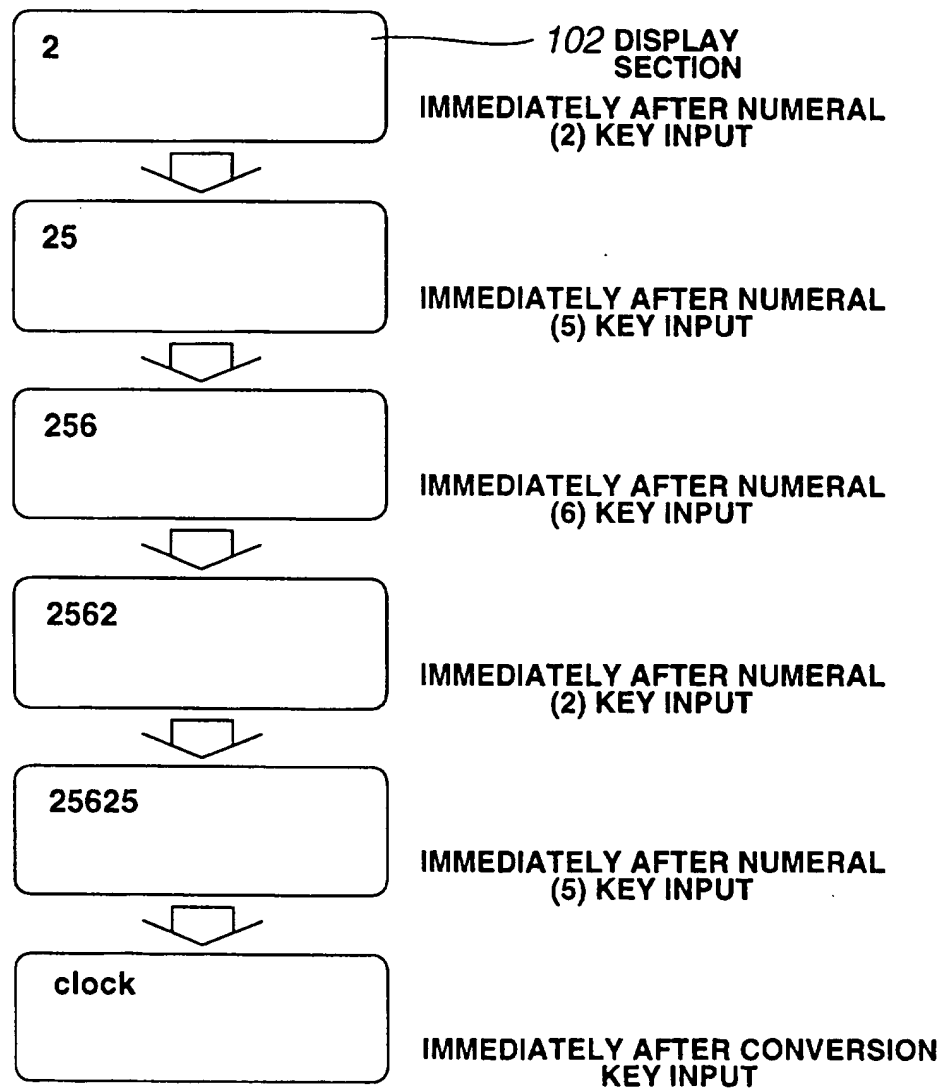 2
102 DISPLAY
SECTION
IMMEDIATELY AFTER NUMERAL
(2) KEY INPUT
25
IMMEDIATELY AFTER NUMERAL
(5) KEY INPUT
256
IMMEDIATELY AFTER NUMERAL
(6) KEY INPUT
2562
IMMEDIATELY AFTER NUMERAL
(2) KEY INPUT
25625
IMMEDIATELY AFTER NUMERAL
(5) KEY INPUT
clock
IMMEDIATELY AFTER CONVERSION
KEY INPUT